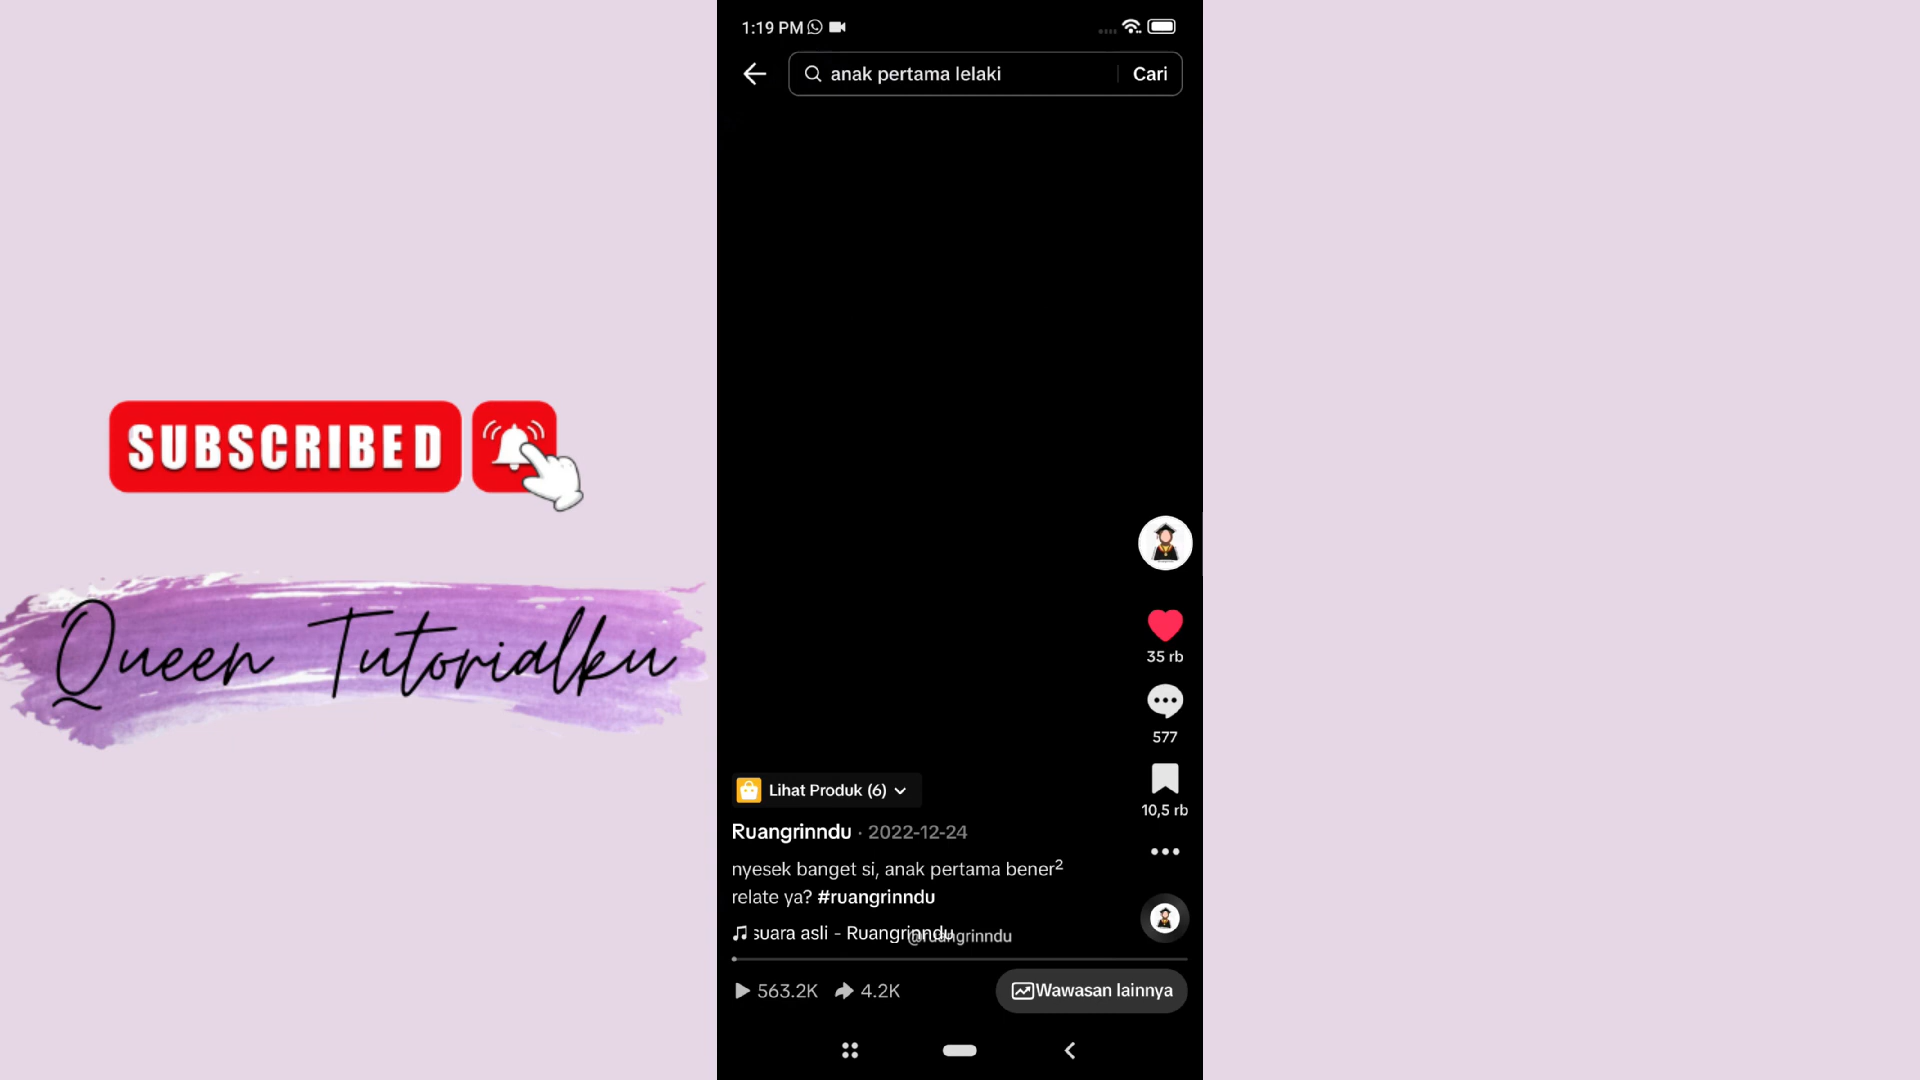 1:19 PM
anak pertama lelaki
Cari
SUBSCRIBED
Queen Tutorialku
35 rb
577
10,5 rb
Lihat Produk (6)
Ruangrinndu · 2022-12-24
nyesek banget si, anak pertama bener²
relate ya? #ruangrinndu
suara asli - Ruangrinndu
@ruangrinndu
563.2K 4.2K
Wawasan lainnya